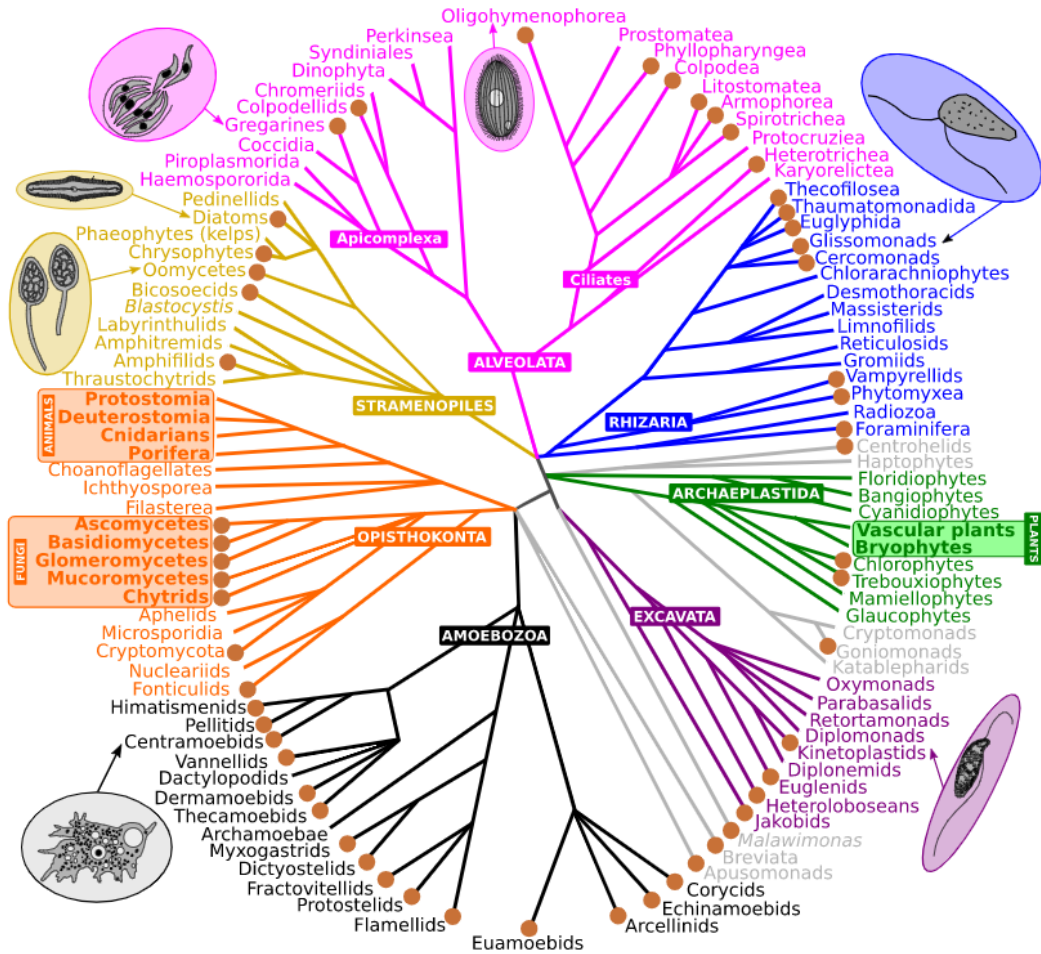 Oligohymenophorea
Perkinsea
Syndiniales
Dinophyta
Chromeriids
Colpodellids
Gregarines
Coccidia
Piroplasmorida
Haemospororida
Prostomatea
Phyllopharyngea
Colpodea
Litostomatea
Armophorea
Spirotrichea
Protocruziea
Heterotrichea
Karyorelictea
Apicomplexa
Ciliates
ALVEOLATA
Pedinellids
Diatoms
Phaeophytes (kelps)
Chrysophytes
Oomycetes
Bicosoecids
Blastocystis
Labyrinthulids
Amphitremids
Amphifillids
Thraustochytrids
STRAMENOPILES
Thecofilosea
Thaumatomonadida
Euglyphida
Glissomonads
Cercomonads
Chlorarachniophytes
Desmothoracids
Massisterids
Limnofilids
Reticulosids
Gromiids
Vampyrellids
Phytomyxea
Radiozoa
Foraminifera
RHIZARIA
Centrohelids
Haptophytes
ANIMALS
Protostomia
Deuterostomia
Cnidarians
Porifera
Choanoflagellates
Ichthyosporea
Filasterea
FUNGI
Ascomycetes
Basidiomycetes
Glomeromycetes
Mucoromycetes
Chytrids
Aphelids
Microsporidia
Cryptomycota
Nucleariids
Fonticulids
OPISTHOKONTA
Floridiophytes
Bangiophytes
Cyanidiophytes
Vascular plants
Bryophytes
PLANTS
Chlorophytes
Trebouxiophytes
Mamiellophytes
Glaucophytes
ARCHAEPLASTIDA
Cryptomonads
Goniomonads
Katablepharids
EXCAVATA
Oxymonads
Parabasalids
Retortamonads
Diplomonads
Kinetoplastids
Diplonemids
Euglenids
Heteroloboseans
Jakobids
Malawimonas
Breviata
Apusomonads
AMOEBOZOA
Himatismenids
Pellitids
Centramoebids
Vannellids
Dactylopodids
Dermamoebids
Thecamoebids
Archamoebae
Myxogastrids
Dictyostelids
Fractovitellids
Protostelids
Flamellids
Euamoebids
Arcellinids
Echinamoebids
Corycids